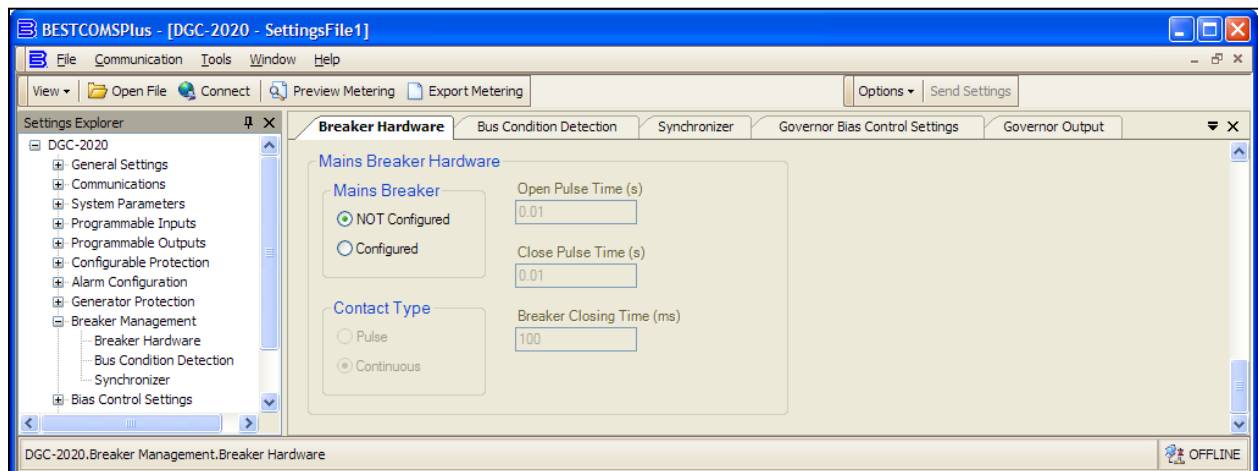 BESTCOMSPlus - [DGC-2020 - SettingsFile1]
File Communication Tools Window Help
View Open File Connect Preview Metering Export Metering Options Send Settings
Settings Explorer
DGC-2020
General Settings
Communications
System Parameters
Programmable Inputs
Programmable Outputs
Configurable Protection
Alarm Configuration
Generator Protection
Breaker Management
Breaker Hardware
Bus Condition Detection
Synchronizer
Bias Control Settings
Breaker Hardware Bus Condition Detection Synchronizer Governor Bias Control Settings Governor Output
Mains Breaker Hardware
Mains Breaker
NOT Configured
Configured
Contact Type
Pulse
Continuous
Open Pulse Time (s)
0.01
Close Pulse Time (s)
0.01
Breaker Closing Time (ms)
100
DGC-2020.Breaker Management.Breaker Hardware OFFLINE